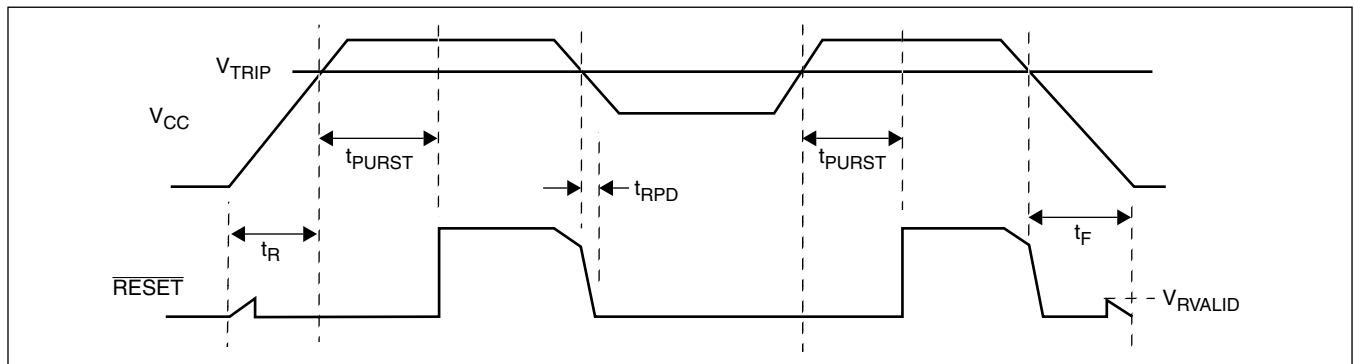 VTRIP
VCC
tPURST
tPURST
tRPD
tR
tF
RESET
VRVALID